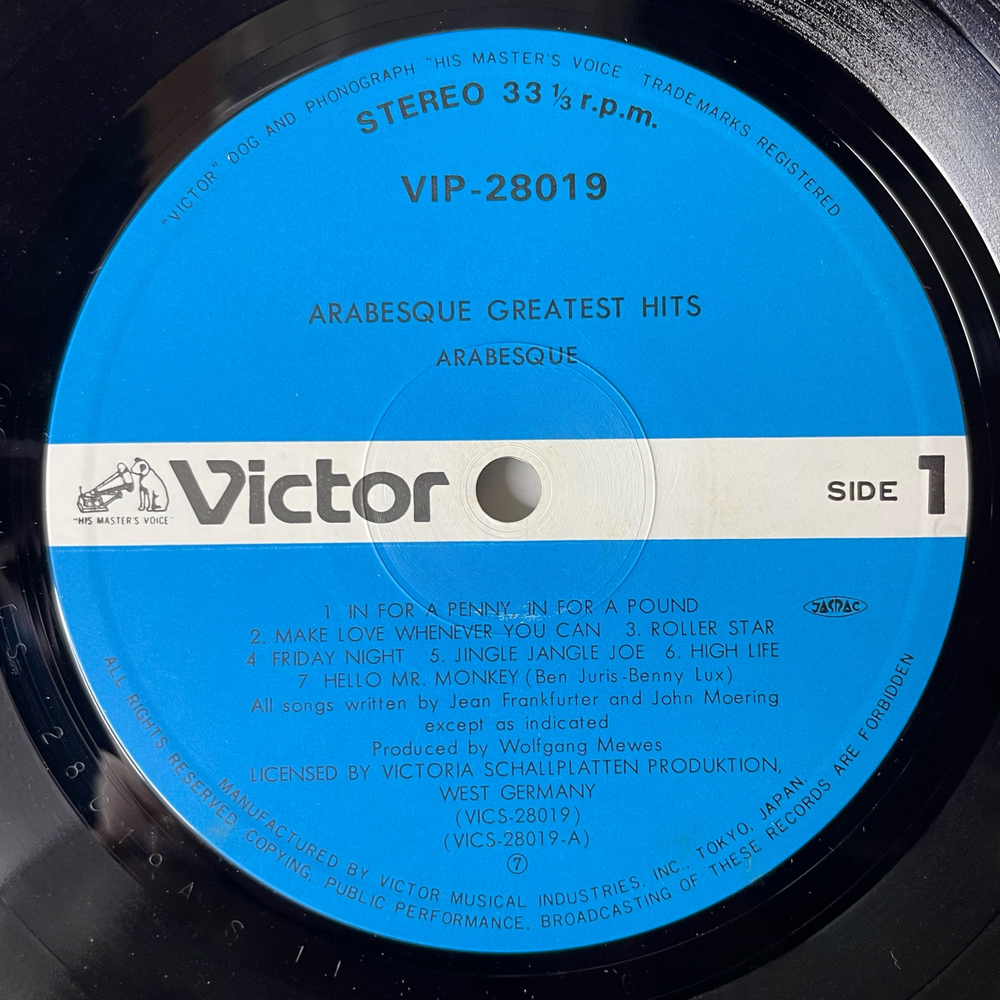 "VICTOR" DOG AND PHONOGRAPH "HIS MASTER'S VOICE TRADEMARKS REGISTERED
STEREO 33⅓ r.p.m.
VIP-28019
ARABESQUE GREATEST HITS
ARABESQUE
"HIS MASTER'S VOICE"
Victor
SIDE 1
1 IN FOR A PENNY, IN FOR A POUND
JASRAC
2. MAKE LOVE WHENEVER YOU CAN 3. ROLLER STAR
4 FRIDAY NIGHT 5. JINGLE JANGLE JOE 6. HIGH LIFE
7 HELLO MR. MONKEY (Ben Juris-Benny Lux)
All songs written by Jean Frankfurter and John Moering
except as indicated
Produced by Wolfgang Mewes
LICENSED BY VICTORIA SCHALLPLATTEN PRODUKTION,
WEST GERMANY
(VICS-28019)
(VICS-28019-A)
⑦
MANUFACTURED BY VICTOR MUSICAL INDUSTRIES, INC., TOKYO, JAPAN.
ALL RIGHTS RESERVED. COPYING, PUBLIC PERFORMANCE, BROADCASTING OF THESE RECORDS ARE FORBIDDEN
28019A S 11